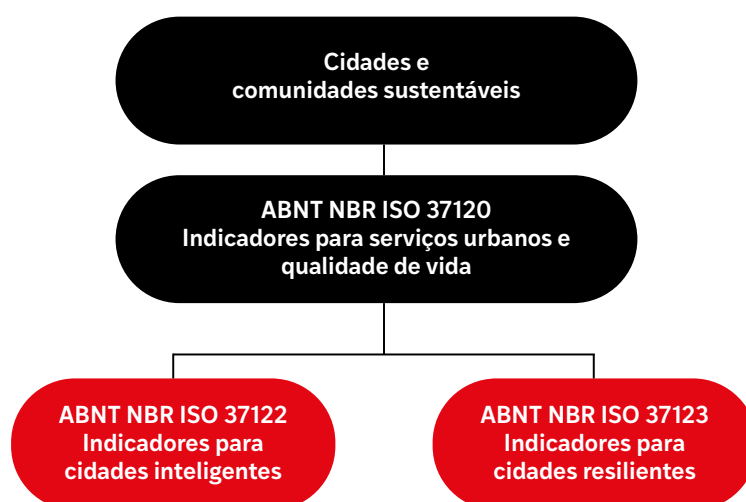 Cidades e
comunidades sustentáveis
ABNT NBR ISO 37120
Indicadores para serviços urbanos e
qualidade de vida
ABNT NBR ISO 37122
Indicadores para
cidades inteligentes
ABNT NBR ISO 37123
Indicadores para
cidades resilientes